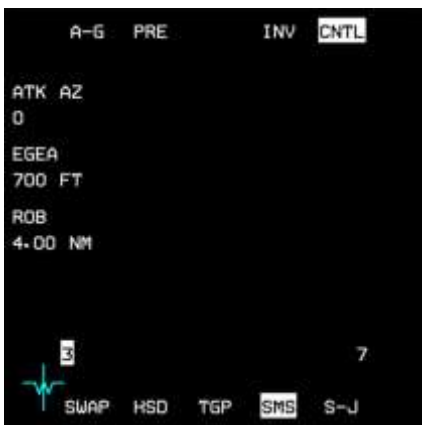 A-G PRE INV CNTL
ATK AZ
0
EGEA
700 FT
ROB
4.00 NM
3 7
SWAP HSD TGP SMS S-J